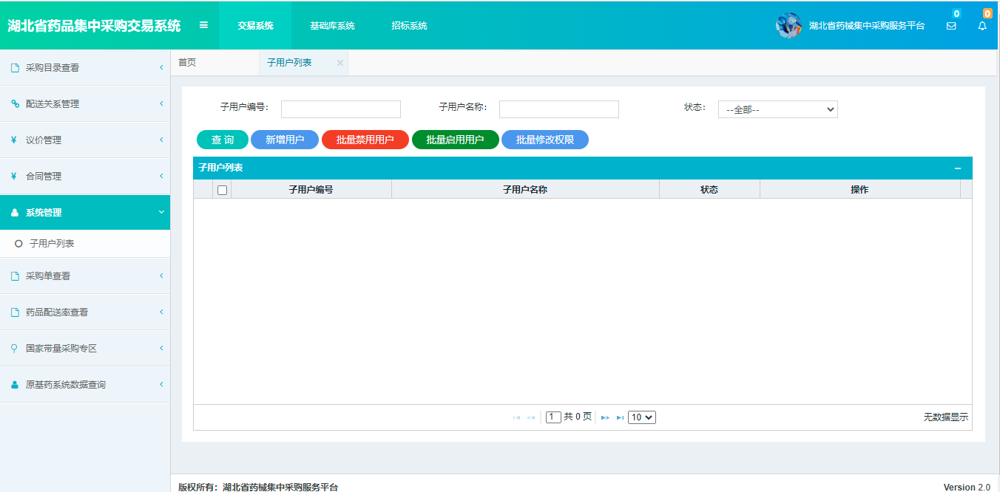 湖北省药品集中采购交易系统
交易系统 基础库系统 招标系统
湖北省药械集中采购服务平台 0 0
采购目录查看
配送关系管理
议价管理
合同管理
系统管理
子用户列表
采购单查看
药品配送率查看
国家带量采购专区
原基药系统数据查询
首页 子用户列表
子用户编号： 子用户名称： 状态： --全部--
查 询 新增用户 批量禁用用户 批量启用用户 批量修改权限
子用户列表
子用户编号 子用户名称 状态 操作
1 共 0 页 10 无数据显示
版权所有：湖北省药械集中采购服务平台 Version 2.0